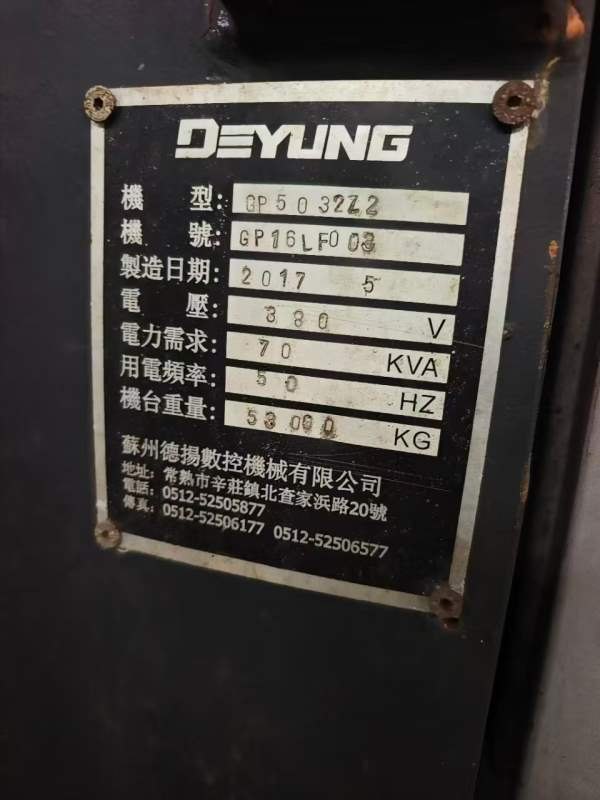 DEYUNG
機 型: GP5032Z2
機 號: GP16LF003
製造日期: 2017 5
電 壓: 380 V
電力需求: 70 KVA
用電頻率: 50 HZ
機台重量: 53000 KG
蘇州德揚數控機械有限公司
地址: 常熟市辛莊鎮北查家浜路20號
電話: 0512-52505877
傳真: 0512-52506177 0512-52506577